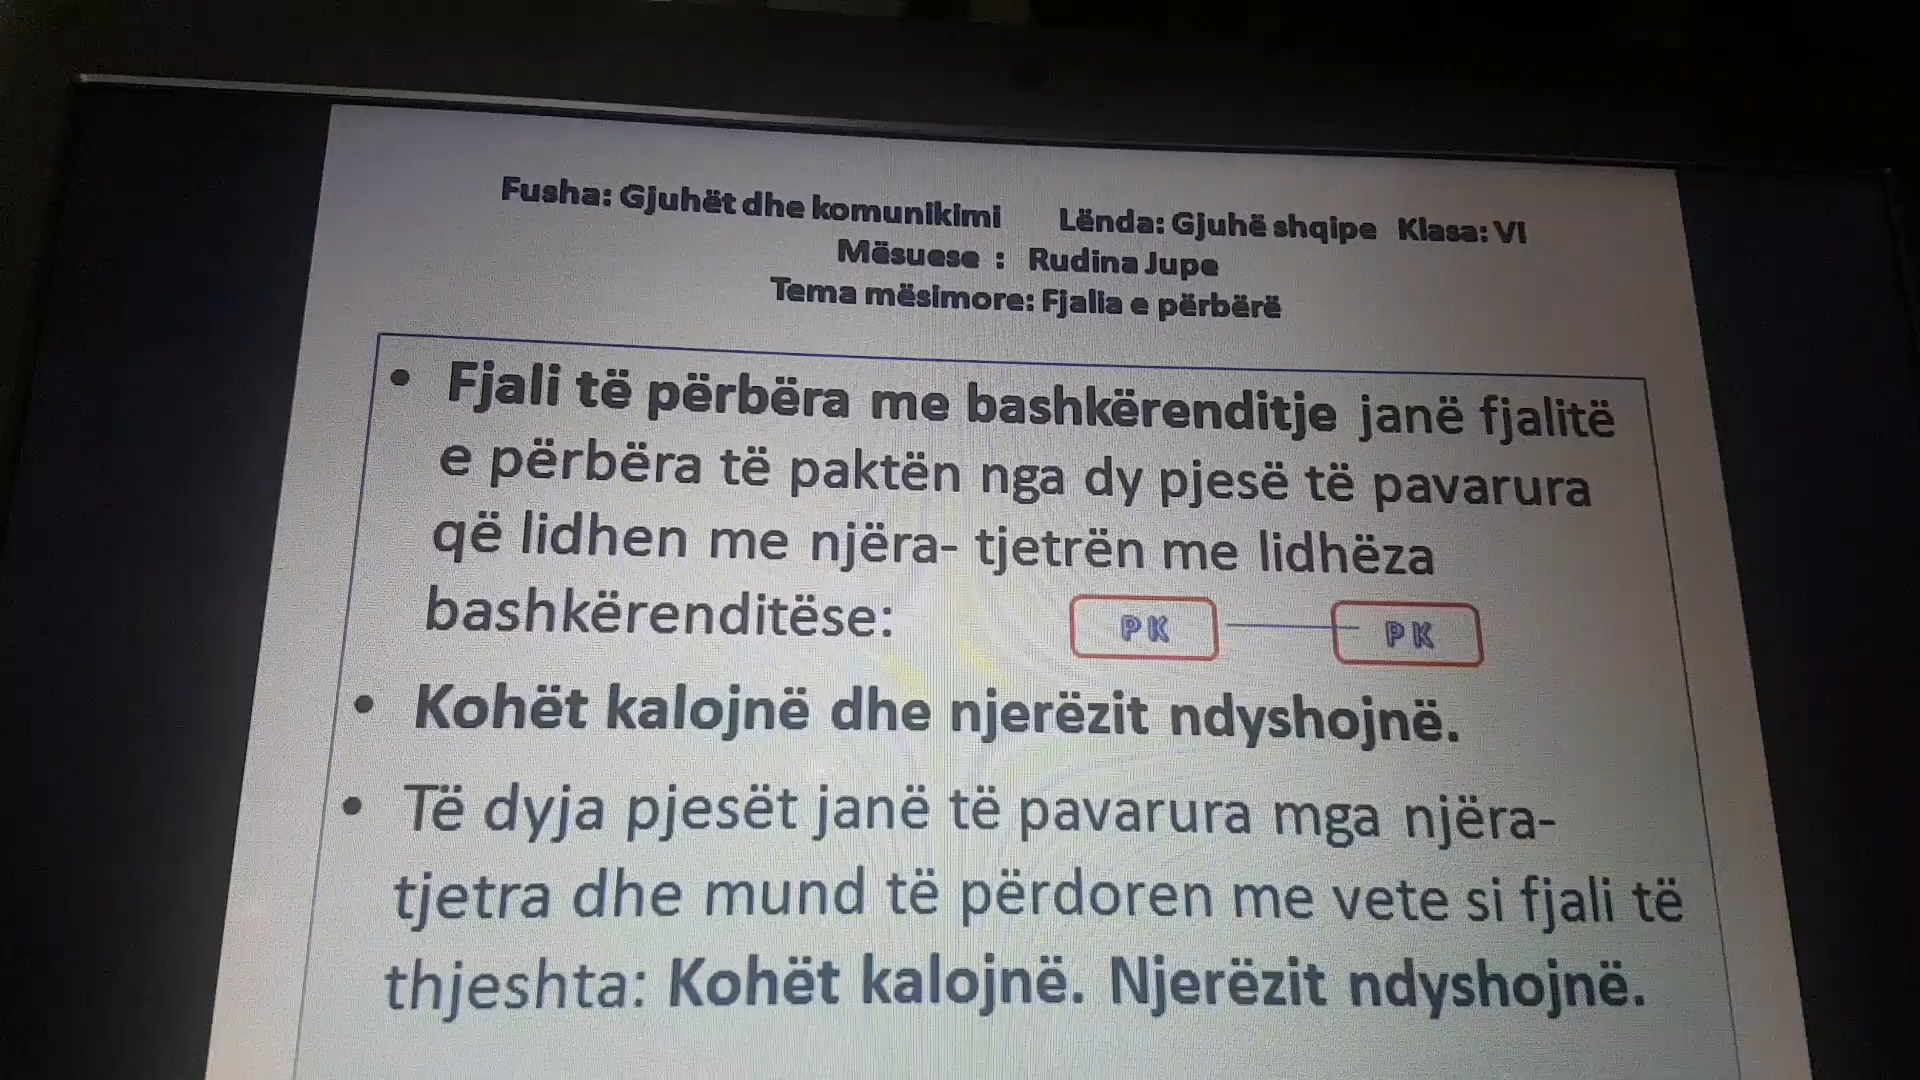 Fusha: Gjuhët dhe komunikimi Lënda: Gjuhë shqipe Klasa: VI
Mësuese : Rudina Jupe
Tema mësimore: Fjalia e përbërë
• Fjali të përbëra me bashkërenditje janë fjalitë
e përbëra të paktën nga dy pjesë të pavarura
që lidhen me njëra- tjetrën me lidhëza
bashkërenditëse: PK PK
• Kohët kalojnë dhe njerëzit ndyshojnë.
• Të dyja pjesët janë të pavarura mga njëra-
tjetra dhe mund të përdoren me vete si fjali të
thjeshta: Kohët kalojnë. Njerëzit ndyshojnë.